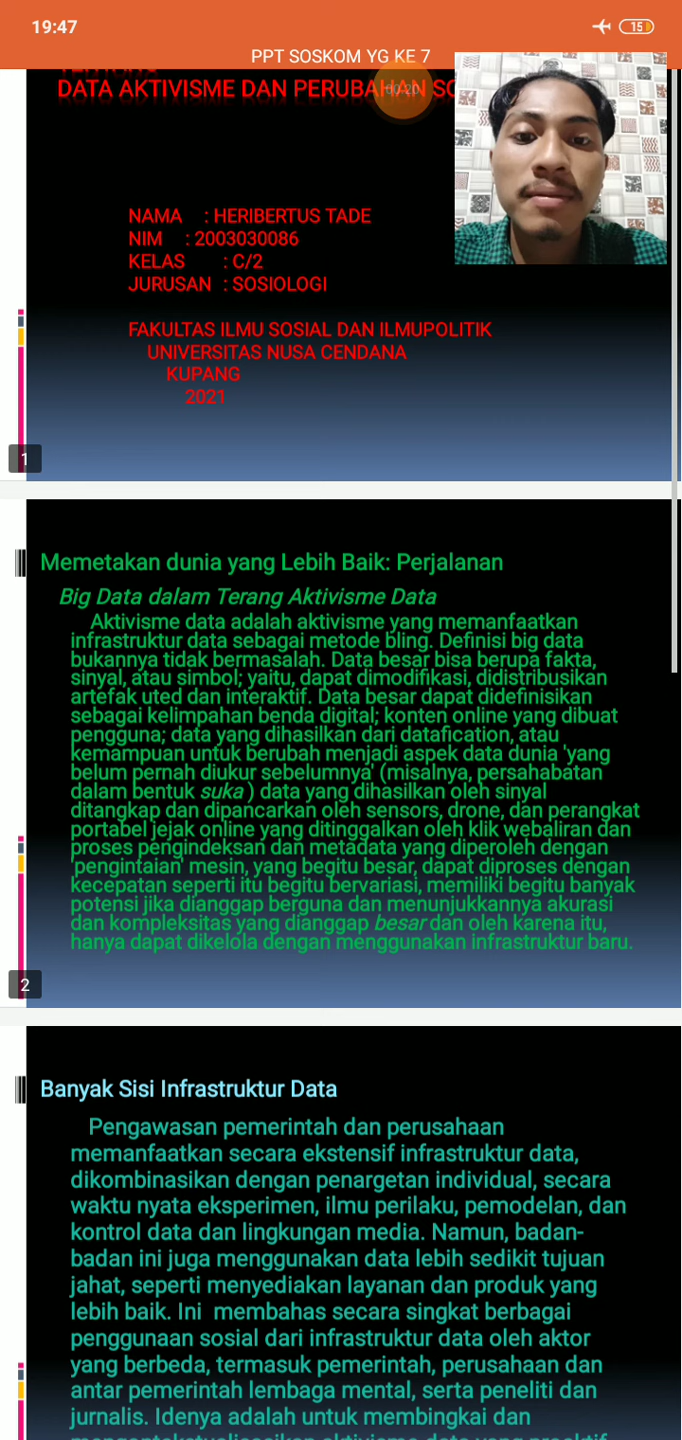 19:47
15
PPT SOSKOM YG KE 7
DATA AKTIVISME DAN PERUBAHAN
00:20
NAMA : HERIBERTUS TADE
NIM : 2003030086
KELAS : C/2
JURUSAN : SOSIOLOGI
FAKULTAS ILMU SOSIAL DAN ILMUPOLITIK
UNIVERSITAS NUSA CENDANA
KUPANG
2021
1
Memetakan dunia yang Lebih Baik: Perjalanan
Big Data dalam Terang Aktivisme Data
Aktivisme data adalah aktivisme yang memanfaatkan
infrastruktur data sebagai metode bling. Definisi big data
bukannya tidak bermasalah. Data besar bisa berupa fakta,
sinyal, atau simbol; yaitu, dapat dimodifikasi, didistribusikan
artefak uted dan interaktif. Data besar dapat didefinisikan
sebagai kelimpahan benda digital; konten online yang dibuat
pengguna; data yang dihasilkan dari datafication, atau
kemampuan untuk berubah menjadi aspek data dunia 'yang
belum pernah diukur sebelumnya' (misalnya, persahabatan
dalam bentuk suka ) data yang dihasilkan oleh sinyal
ditangkap dan dipancarkan oleh sensors, drone, dan perangkat
portabel jejak online yang ditinggalkan oleh klik webaliran dan
proses pengindeksan dan metadata yang diperoleh dengan
'pengintaian' mesin, yang begitu besar, dapat diproses dengan
kecepatan seperti itu begitu bervariasi, memiliki begitu banyak
potensi jika dianggap berguna dan menunjukkannya akurasi
dan kompleksitas yang dianggap besar dan oleh karena itu,
hanya dapat dikelola dengan menggunakan infrastruktur baru.
2
Banyak Sisi Infrastruktur Data
Pengawasan pemerintah dan perusahaan
memanfaatkan secara ekstensif infrastruktur data,
dikombinasikan dengan penargetan individual, secara
waktu nyata eksperimen, ilmu perilaku, pemodelan, dan
kontrol data dan lingkungan media. Namun, badan-
badan ini juga menggunakan data lebih sedikit tujuan
jahat, seperti menyediakan layanan dan produk yang
lebih baik. Ini membahas secara singkat berbagai
penggunaan sosial dari infrastruktur data oleh aktor
yang berbeda, termasuk pemerintah, perusahaan dan
antar pemerintah lembaga mental, serta peneliti dan
jurnalis. Idenya adalah untuk membingkai dan